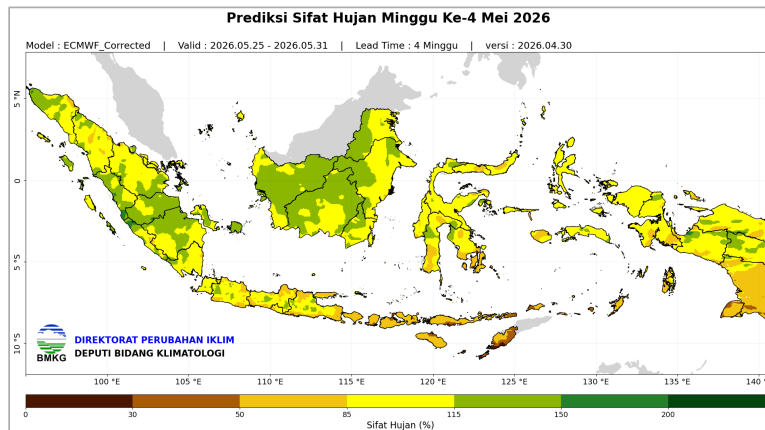 Prediksi Sifat Hujan Minggu Ke-4 Mei 2026
Model : ECMWF_Corrected | Valid : 2026.05.25 - 2026.05.31 | Lead Time : 4 Minggu | versi : 2026.04.30
5 °N
0
5 °S
10 °S
BMKG
DIREKTORAT PERUBAHAN IKLIM
DEPUTI BIDANG KLIMATOLOGI
100 °E
105 °E
110 °E
115 °E
120 °E
125 °E
130 °E
135 °E
140 °
0
30
50
85
115
150
200
Sifat Hujan (%)